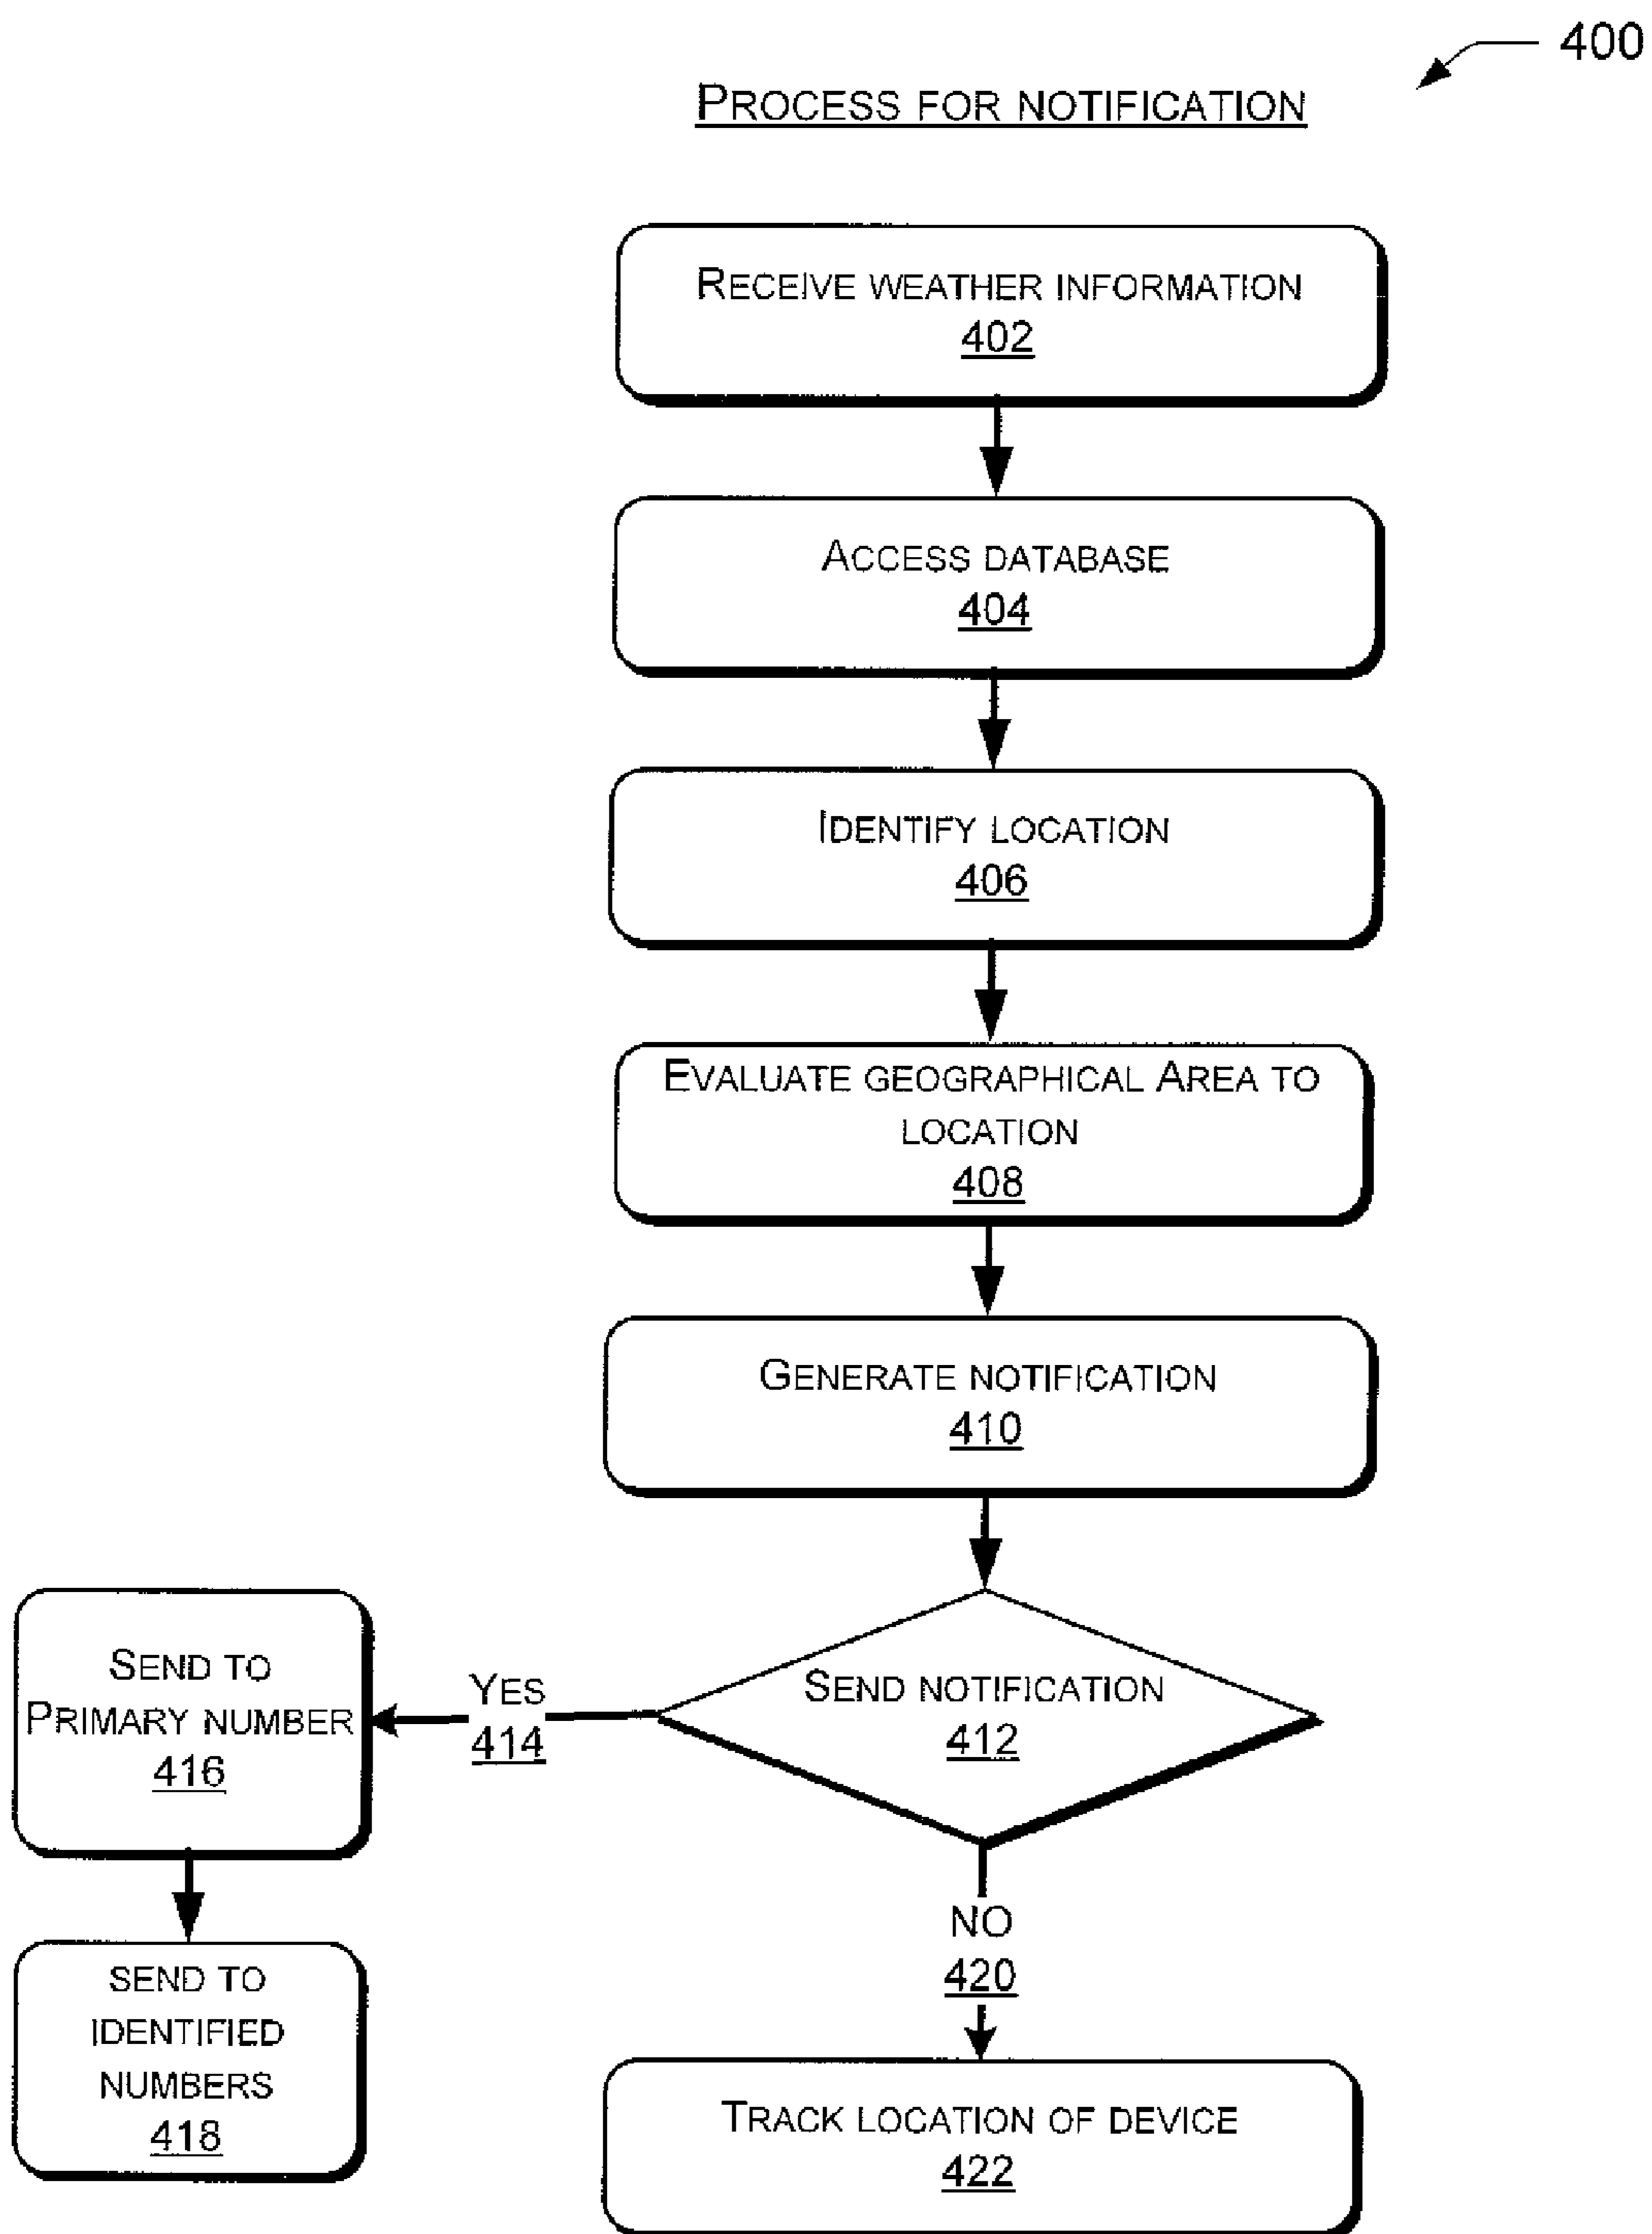 400
PROCESS FOR NOTIFICATION
RECEIVE WEATHER INFORMATION
402
ACCESS DATABASE
404
IDENTIFY LOCATION
406
EVALUATE GEOGRAPHICAL AREA TO
LOCATION
408
GENERATE NOTIFICATION
410
SEND NOTIFICATION
412
YES
414
SEND TO
PRIMARY NUMBER
416
SEND TO
IDENTIFIED
NUMBERS
418
NO
420
TRACK LOCATION OF DEVICE
422